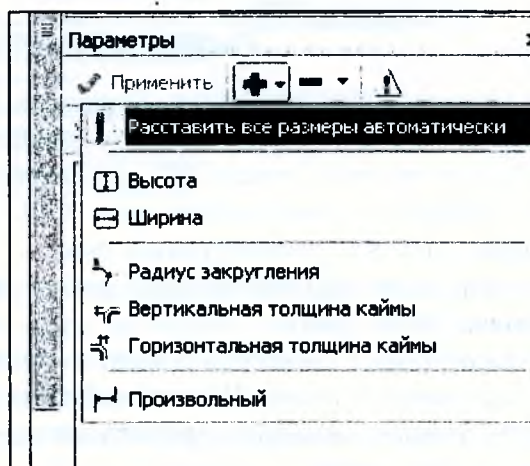 Параметры
Применить
Расставить все размеры автоматически
Высота
Ширина
Радиус закругления
Вертикальная толщина каймы
Горизонтальная толщина каймы
Произвольный